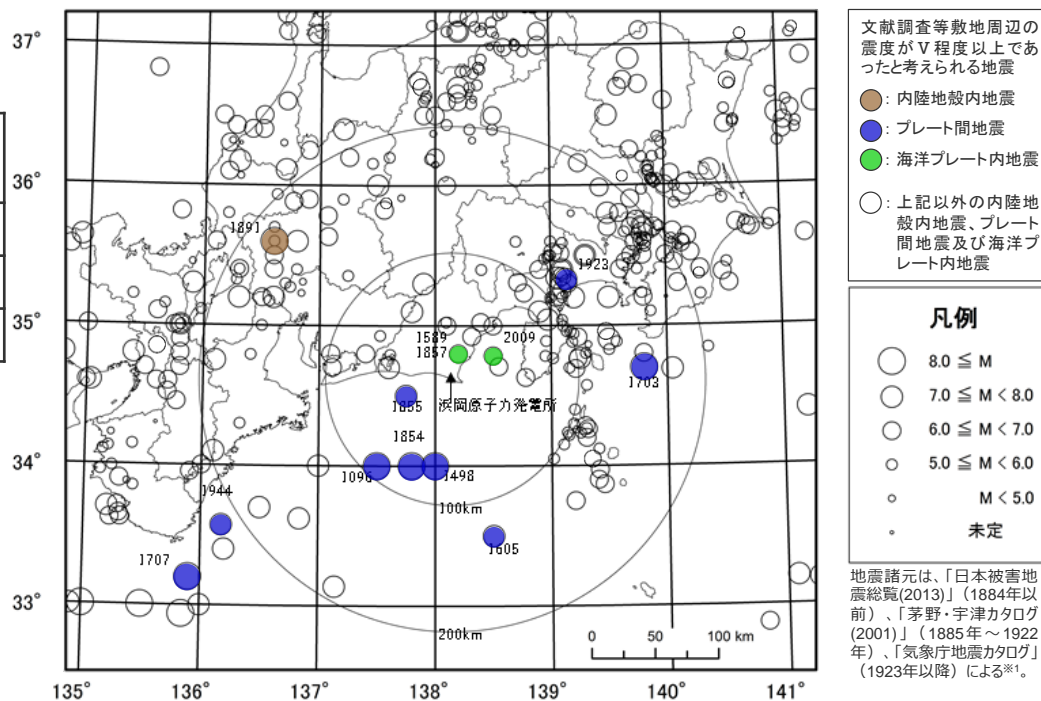 37°
36°
35°
34°
33°
135°
136°
137°
138°
139°
140°
141°
1891
1923
1589
2009
1857
1703
1855
浜岡原子力発電所
1854
1096
1498
1944
100km
1605
1707
200km
0 50 100 km
文献調査等敷地周辺の
震度がⅤ程度以上であ
ったと考えられる地震
: 内陸地殻内地震
: プレート間地震
: 海洋プレート内地震
: 上記以外の内陸地
殻内地震、プレート
間地震及び海洋プ
レート内地震
凡例
8.0 ≦ M
7.0 ≦ M < 8.0
6.0 ≦ M < 7.0
5.0 ≦ M < 6.0
M < 5.0
未定
地震諸元は、「日本被害地
震総覧(2013)」（1884年以
前）、「茅野・宇津カタログ
(2001)」（1885年～1922
年）、「気象庁地震カタログ」
（1923年以降）による※1。